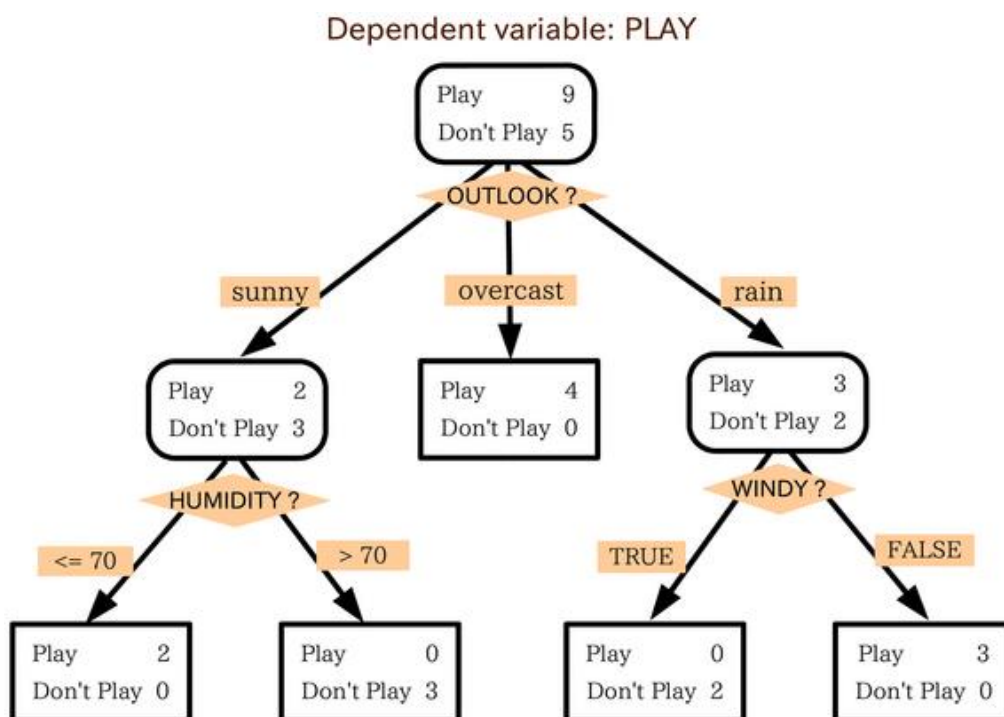 Dependent variable: PLAY
Play 9
Don't Play 5
OUTLOOK ?
sunny
overcast
rain
Play 2
Don't Play 3
Play 4
Don't Play 0
Play 3
Don't Play 2
HUMIDITY ?
WINDY ?
<= 70
> 70
TRUE
FALSE
Play 2
Don't Play 0
Play 0
Don't Play 3
Play 0
Don't Play 2
Play 3
Don't Play 0